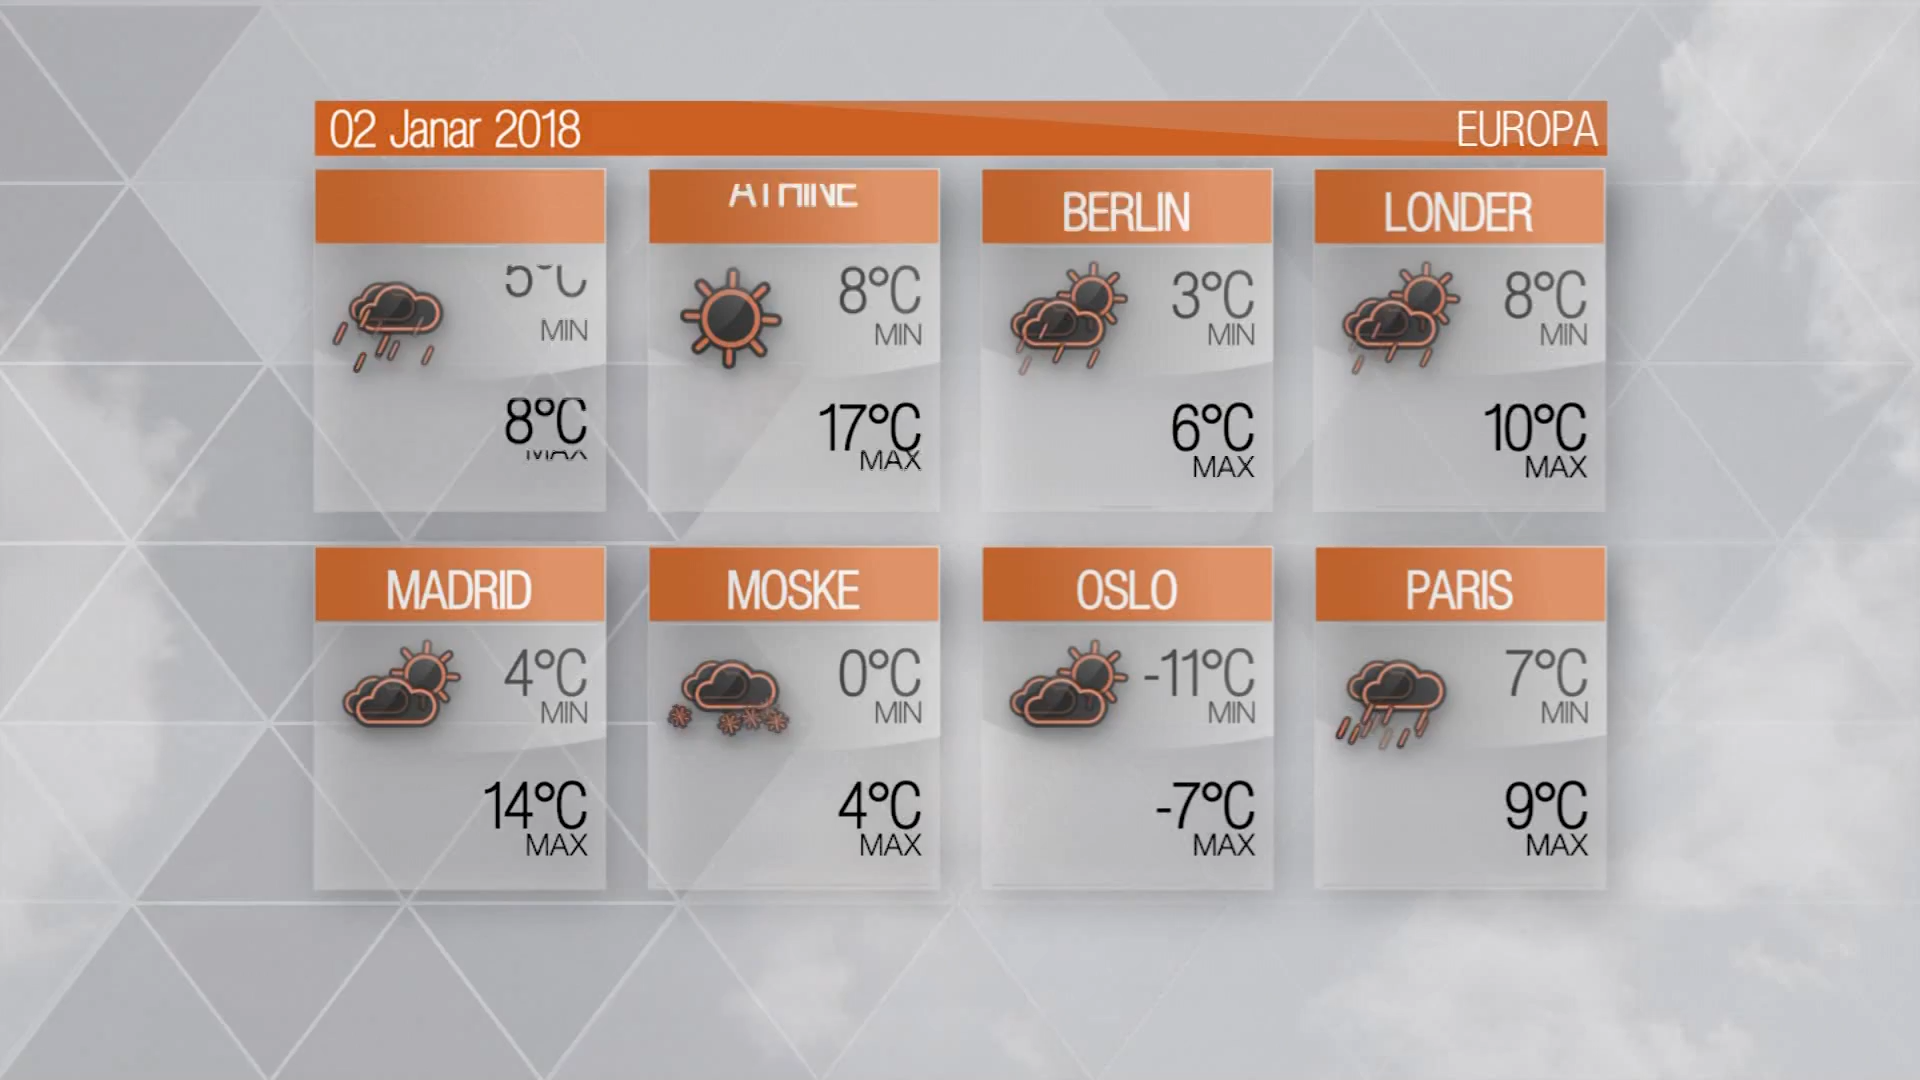 02 Janar 2018 EUROPA
ATHINE BERLIN LONDER
5°C 8°C 3°C 8°C
MIN MIN MIN MIN
8°C 17°C 6°C 10°C
MAX MAX MAX MAX
MADRID MOSKE OSLO PARIS
4°C 0°C -11°C 7°C
MIN MIN MIN MIN
14°C 4°C -7°C 9°C
MAX MAX MAX MAX